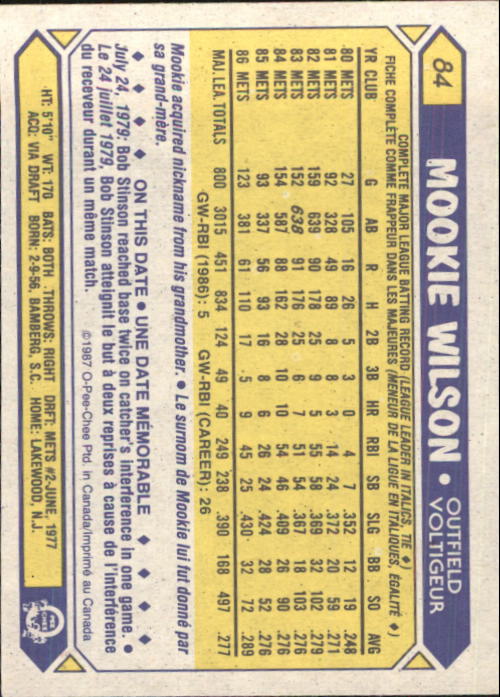 84
MOOKIE WILSON • OUTFIELD
VOLTIGEUR
COMPLETE MAJOR LEAGUE BATTING RECORD (LEAGUE LEADER IN ITALICS, TIE ♦)
FICHE COMPLÈTE COMME FRAPPEUR DANS LES MAJEURES (MENEUR DE LA LIGUE EN ITALIQUES, ÉGALITÉ ♦)
YR CLUB G AB R H 2B 3B HR RBI SB SLG BB SO AVG
80 METS 27 105 16 26 5 3 0 4 7 .352 12 19 .248
81 METS 92 328 49 89 8 8 3 14 24 .372 20 59 .271
82 METS 159 639 90 178 25 9 5 55 58 .369 32 102 .279
83 METS 152 638 91 176 25 6 7 51 54 .367 18 103 .276
84 METS 154 587 88 162 28 10 10 54 46 .409 26 90 .276
85 METS 93 337 56 93 16 8 6 26 24 .424 28 52 .276
86 METS 123 381 61 110 17 5 9 45 25 .430 32 72 .289
MAJ. LEA. TOTALS 800 3015 451 834 124 49 40 249 238 .390 168 497 .277
GW-RBI (1986): 5 GW-RBI (CAREER): 26
Mookie acquired nickname from his grandmother. • Le surnom de Mookie lui fut donné par
sa grand-mère.
♦ ♦ ♦ ♦ ON THIS DATE • UNE DATE MÉMORABLE ♦ ♦ ♦ ♦
July 24, 1979: Bob Stinson reached base twice on catcher's interference in one game. •
Le 24 juillet 1979, Bob Stinson atteignit le but à deux reprises à cause de l'interférence
du receveur durant un même match.
©1987 O-Pee-Chee Ptd. in Canada/Imprimé au Canada
HT: 5'10" WT: 170 BATS: BOTH THROWS: RIGHT DRFT: METS #2-JUNE, 1977
ACQ: VIA DRAFT BORN: 2-9-56, BAMBERG, S.C. HOME: LAKEWOOD, N.J.
O
PEE
CHEE